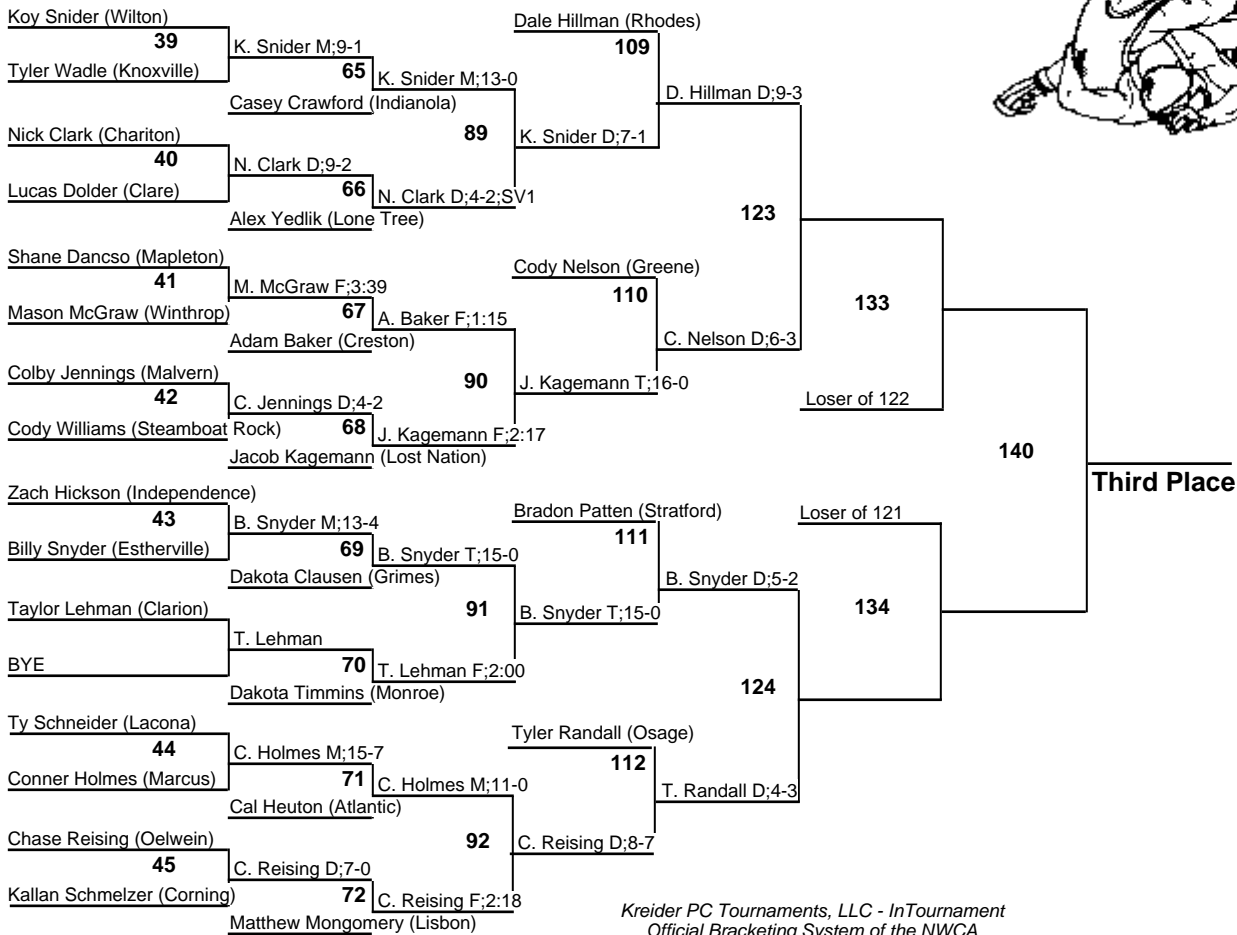 Koy Snider (Wilton)
39
Tyler Wadle (Knoxville)
K. Snider M;9-1
65
Casey Crawford (Indianola)
K. Snider M;13-0
Nick Clark (Chariton)
40
Lucas Dolder (Clare)
N. Clark D;9-2
66
Alex Yedlik (Lone Tree)
N. Clark D;4-2;SV1
89
K. Snider D;7-1
Dale Hillman (Rhodes)
109
D. Hillman D;9-3
Shane Dancso (Mapleton)
41
Mason McGraw (Winthrop)
M. McGraw F;3:39
67
Adam Baker (Creston)
A. Baker F;1:15
Colby Jennings (Malvern)
42
Cody Williams (Steamboat Rock)
C. Jennings D;4-2
68
Jacob Kagemann (Lost Nation)
J. Kagemann F;2:17
90
J. Kagemann T;16-0
Cody Nelson (Greene)
110
C. Nelson D;6-3
123
133
Loser of 122
Zach Hickson (Independence)
43
Billy Snyder (Estherville)
B. Snyder M;13-4
69
Dakota Clausen (Grimes)
B. Snyder T;15-0
Taylor Lehman (Clarion)
BYE
T. Lehman
70
Dakota Timmins (Monroe)
T. Lehman F;2:00
91
B. Snyder T;15-0
Bradon Patten (Stratford)
111
B. Snyder D;5-2
Ty Schneider (Lacona)
44
Conner Holmes (Marcus)
C. Holmes M;15-7
71
Cal Heuton (Atlantic)
C. Holmes M;11-0
Chase Reising (Oelwein)
45
Kallan Schmelzer (Corning)
C. Reising D;7-0
72
Matthew Mongomery (Lisbon)
C. Reising F;2:18
92
C. Reising D;8-7
Tyler Randall (Osage)
112
T. Randall D;4-3
124
Loser of 121
134
140
Third Place
Kreider PC Tournaments, LLC - InTournament
Official Bracketing System of the NWCA